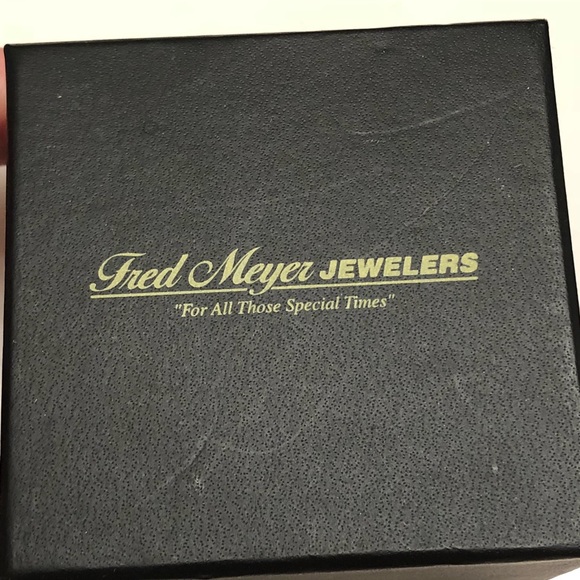 Fred Meyer JEWELERS
"For All Those Special Times"